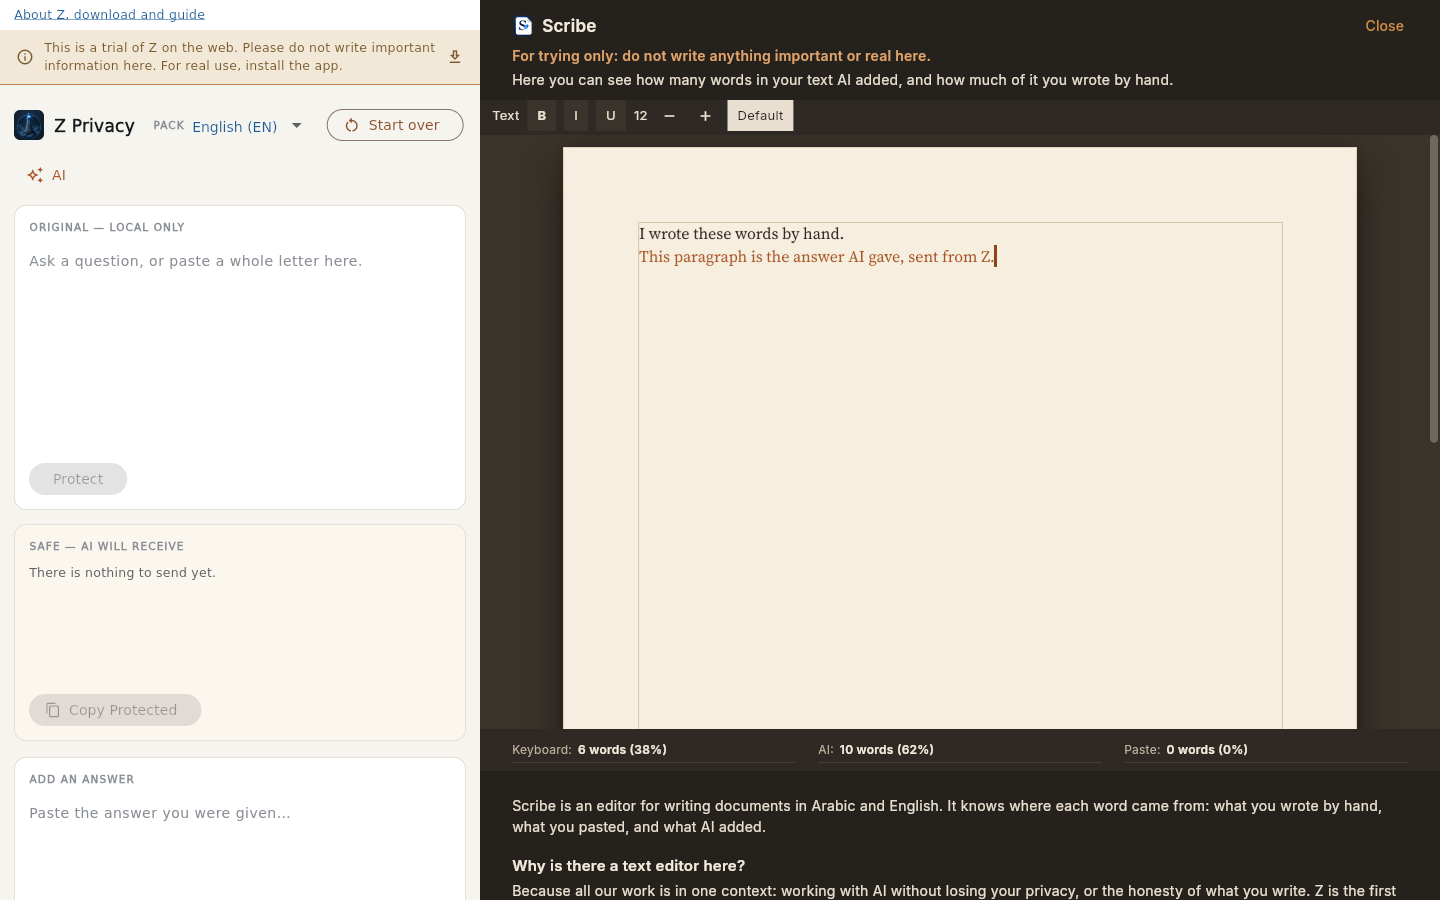 About Z, download and guide
This is a trial of Z on the web. Please do not write important
information here. For real use, install the app.
Z Privacy
PACK
English (EN)
Start over
AI
ORIGINAL — LOCAL ONLY
Ask a question, or paste a whole letter here.
Protect
SAFE — AI WILL RECEIVE
There is nothing to send yet.
Copy Protected
ADD AN ANSWER
Paste the answer you were given...
Scribe
Close
For trying only: do not write anything important or real here.
Here you can see how many words in your text AI added, and how much of it you wrote by hand.
Text B I U 12 − + Default
I wrote these words by hand.
This paragraph is the answer AI gave, sent from Z.
Keyboard: 6 words (38%)
AI: 10 words (62%)
Paste: 0 words (0%)
Scribe is an editor for writing documents in Arabic and English. It knows where each word came from: what you wrote by hand,
what you pasted, and what AI added.
Why is there a text editor here?
Because all our work is in one context: working with AI without losing your privacy, or the honesty of what you write. Z is the first